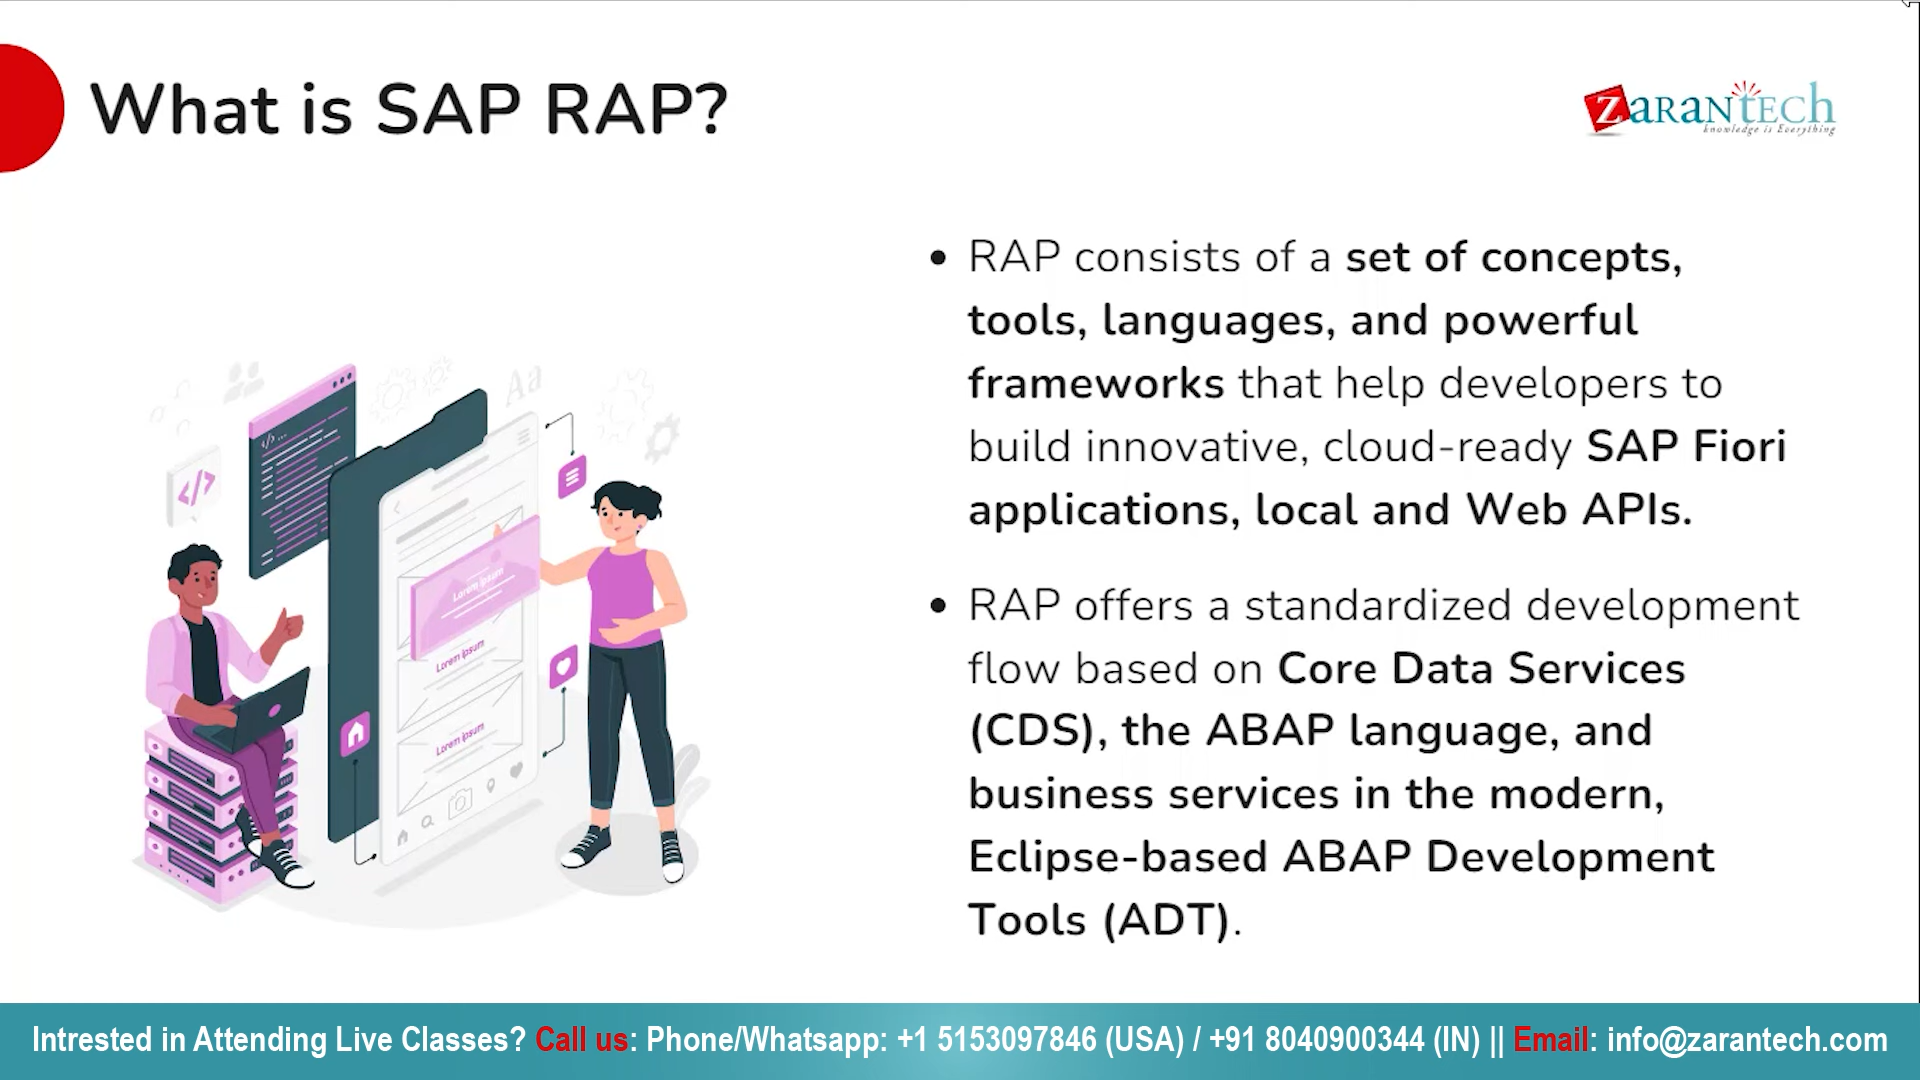 What is SAP RAP?
ZARANTECH
knowledge is Everything
• RAP consists of a set of concepts,
tools, languages, and powerful
frameworks that help developers to
build innovative, cloud-ready SAP Fiori
applications, local and Web APIs.
• RAP offers a standardized development
flow based on Core Data Services
(CDS), the ABAP language, and
business services in the modern,
Eclipse-based ABAP Development
Tools (ADT).
Aa
</>...
</>
Lorem Ipsum
Lorem Ipsum
Lorem Ipsum
Intrested in Attending Live Classes? Call us: Phone/Whatsapp: +1 5153097846 (USA) / +91 8040900344 (IN) || Email: info@zarantech.com